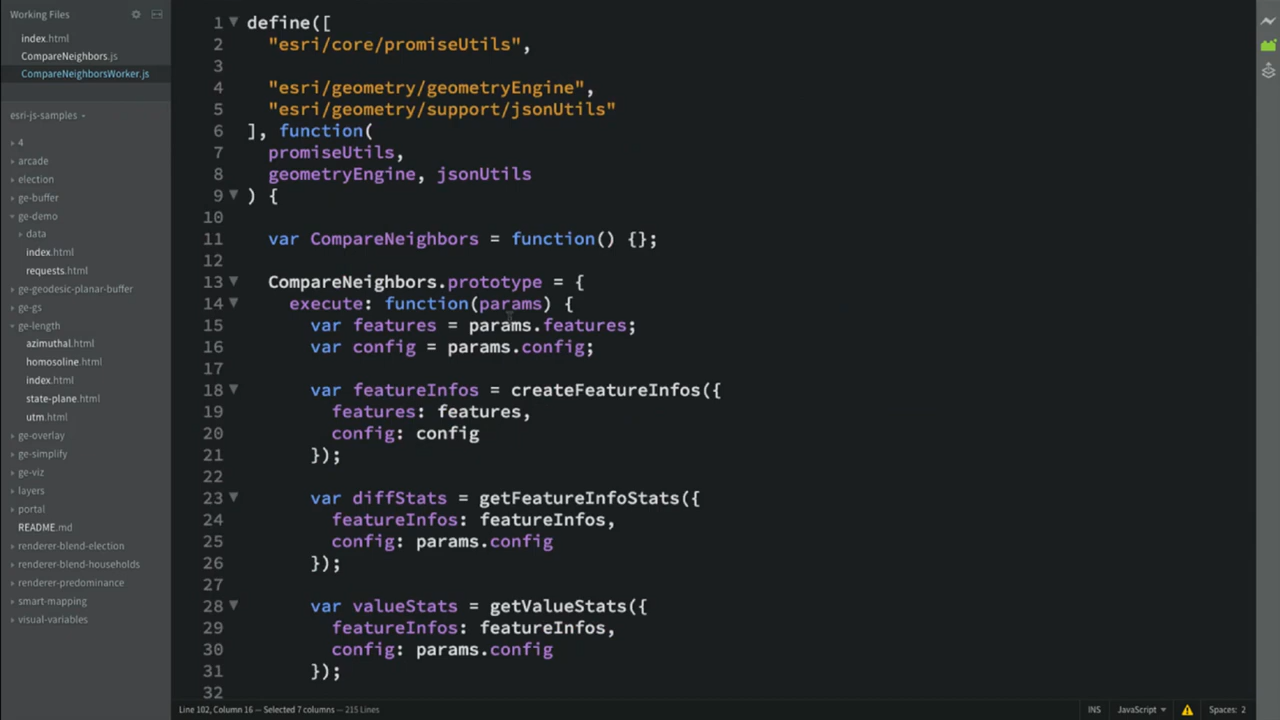 Working Files
index.html
CompareNeighbors.js
CompareNeighborsWorker.js
esri-js-samples
4
arcade
election
ge-buffer
ge-demo
data
index.html
requests.html
ge-geodesic-planar-buffer
ge-gs
ge-length
azimuthal.html
homosoline.html
index.html
state-plane.html
utm.html
ge-overlay
ge-simplify
ge-viz
layers
portal
README.md
renderer-blend-election
renderer-blend-households
renderer-predominance
smart-mapping
visual-variables
1 define([
2 "esri/core/promiseUtils",
3
4 "esri/geometry/geometryEngine",
5 "esri/geometry/support/jsonUtils"
6 ], function(
7 promiseUtils,
8 geometryEngine, jsonUtils
9 ) {
10
11 var CompareNeighbors = function() {};
12
13 CompareNeighbors.prototype = {
14 execute: function(params) {
15 var features = params.features;
16 var config = params.config;
17
18 var featureInfos = createFeatureInfos({
19 features: features,
20 config: config
21 });
22
23 var diffStats = getFeatureInfoStats({
24 featureInfos: featureInfos,
25 config: params.config
26 });
27
28 var valueStats = getValueStats({
29 featureInfos: featureInfos,
30 config: params.config
31 });
32
Line 102, Column 16 — Selected 7 columns — 215 Lines
INS JavaScript Spaces: 2